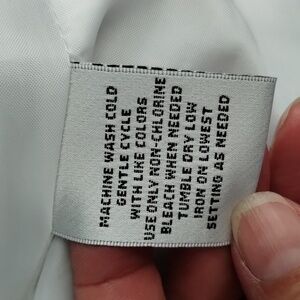 MACHINE WASH COLD
GENTLE CYCLE
WITH LIKE COLORS
USE ONLY NON-CHLORINE
BLEACH WHEN NEEDED
TUMBLE DRY LOW
IRON ON LOWEST
SETTING AS NEEDED